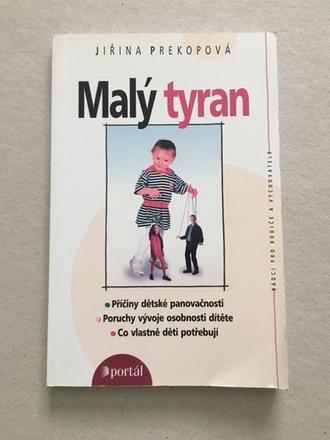 JIŘINA PREKOPOVÁ
Malý tyran
RÁDCI PRO RODIČE A VYCHOVATELE
Příčiny dětské panovačnosti
Poruchy vývoje osobnosti dítěte
Co vlastně děti potřebují
portál